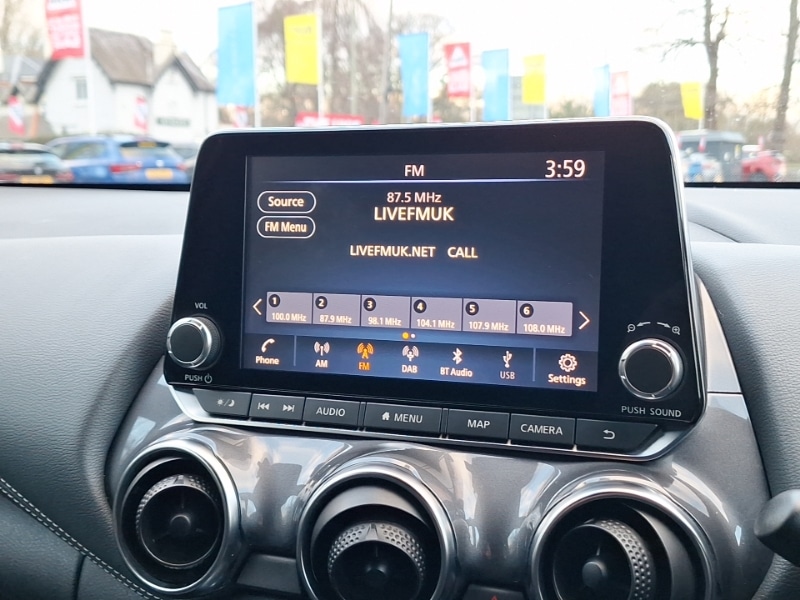 FM 3:59
Source
87.5 MHz
LIVEFMUK
FM Menu
LIVEFMUK.NET CALL
1 2 3 4 5 6
100.0 MHz 87.9 MHz 98.1 MHz 104.1 MHz 107.9 MHz 108.0 MHz
Phone AM FM DAB BT Audio USB Settings
VOL
PUSH
PUSH SOUND
AUDIO MENU MAP CAMERA